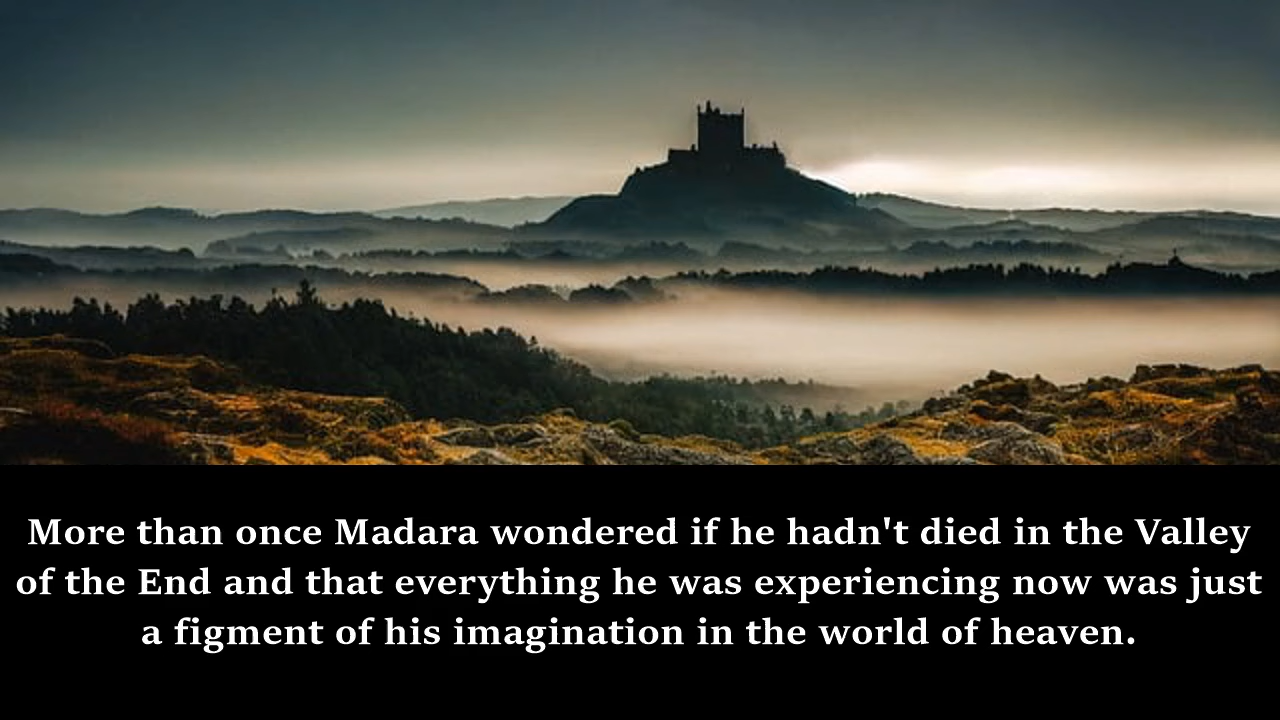 More than once Madara wondered if he hadn't died in the Valley
of the End and that everything he was experiencing now was just
a figment of his imagination in the world of heaven.